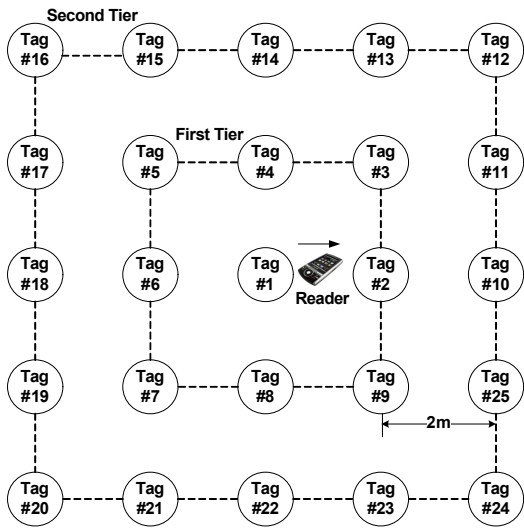 Second Tier
Tag #16
Tag #15
Tag #14
Tag #13
Tag #12
First Tier
Tag #17
Tag #5
Tag #4
Tag #3
Tag #11
Tag #18
Tag #6
Tag #1
Reader
Tag #2
Tag #10
Tag #19
Tag #7
Tag #8
Tag #9
2m
Tag #25
Tag #20
Tag #21
Tag #22
Tag #23
Tag #24